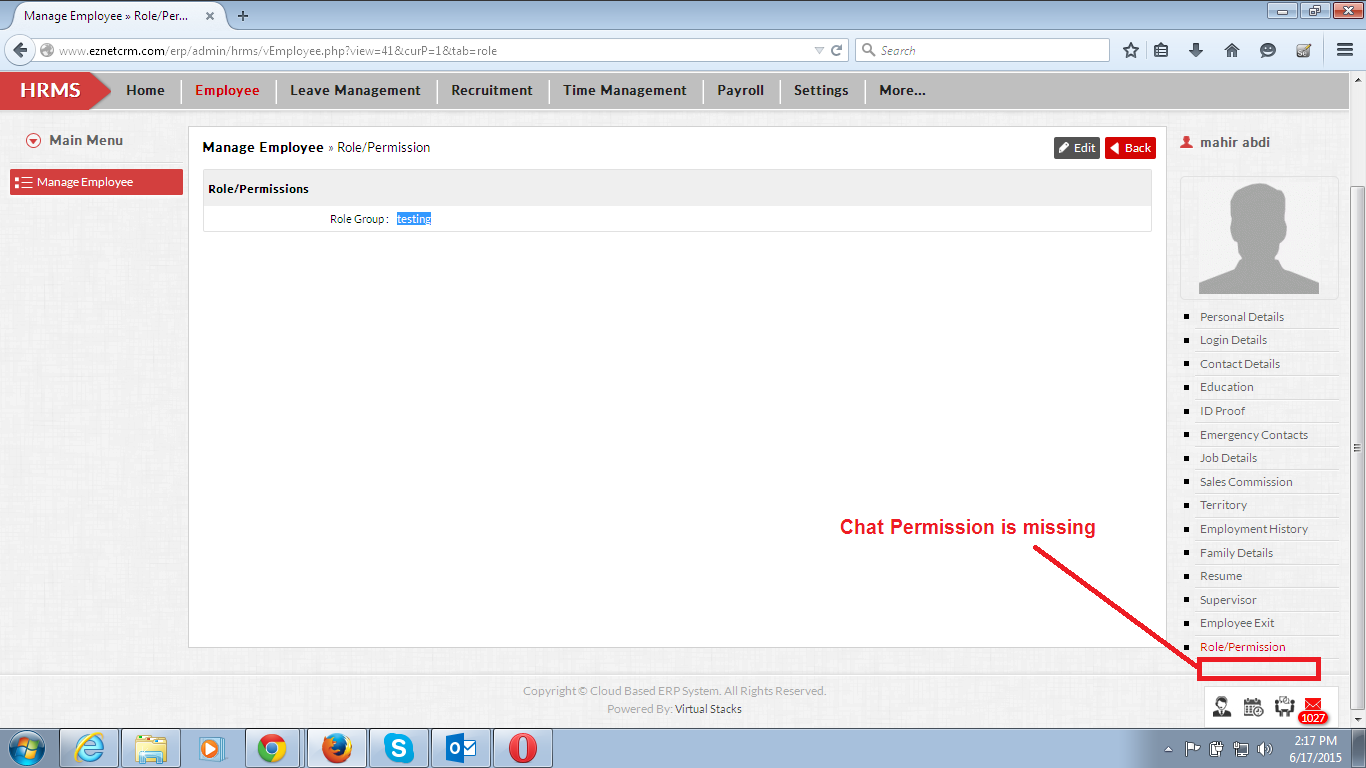 Manage Employee » Role/Per...
www.eznetcrm.com/erp/admin/hrms/vEmployee.php?view=41&curP=1&tab=role
Search
HRMS
Home
Employee
Leave Management
Recruitment
Time Management
Payroll
Settings
More...
Main Menu
Manage Employee
Manage Employee » Role/Permission
Edit
Back
Role/Permissions
Role Group : testing
mahir abdi
Personal Details
Login Details
Contact Details
Education
ID Proof
Emergency Contacts
Job Details
Sales Commission
Territory
Employment History
Family Details
Resume
Supervisor
Employee Exit
Role/Permission
Chat Permission is missing
Copyright © Cloud Based ERP System. All Rights Reserved.
Powered By: Virtual Stacks
1027
2:17 PM
6/17/2015